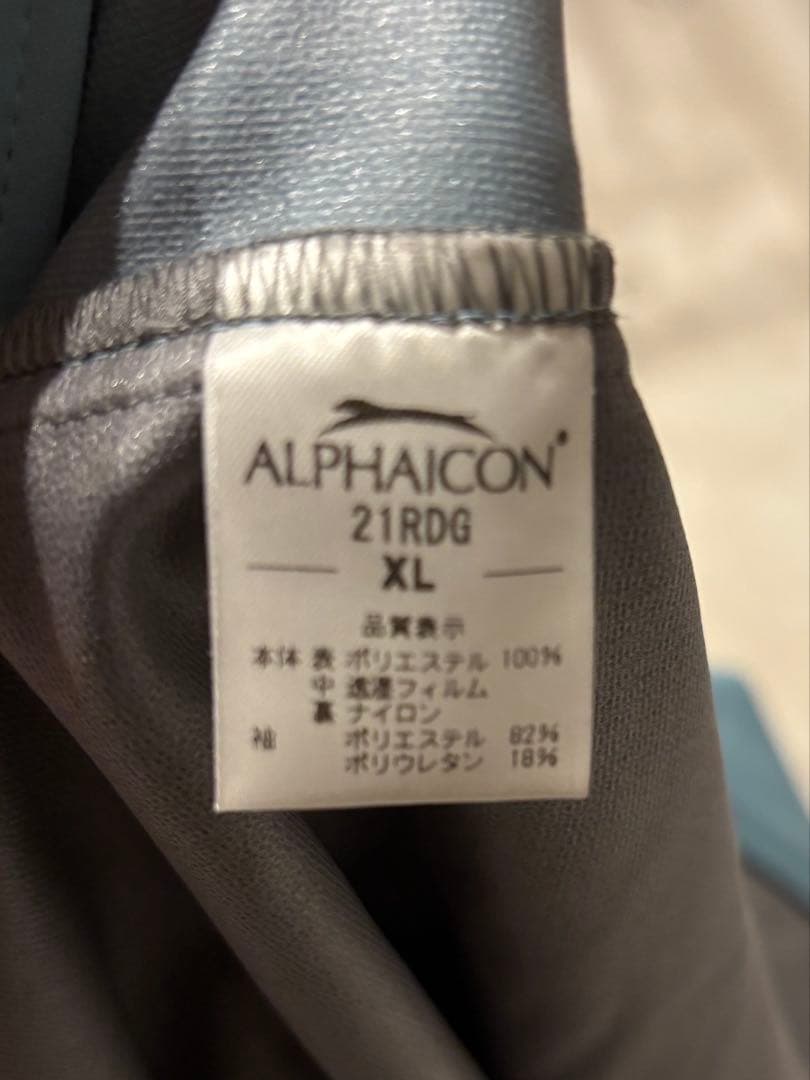 ALPHAICON®
21RDG
XL
品質表示
本体 表 ポリエステル 100%
中 透湿フィルム
裏 ナイロン
袖 ポリエステル 82%
ポリウレタン 18%